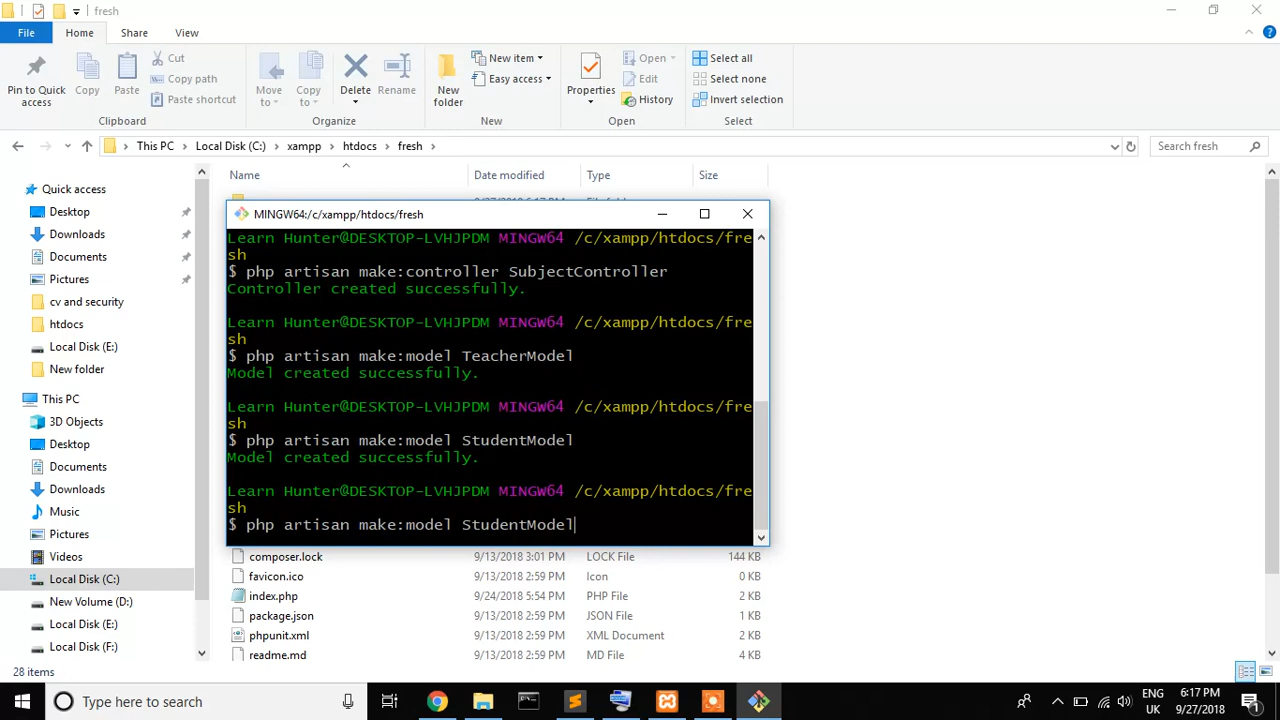 fresh
File Home Share View
Pin to Quick access
Copy
Paste
Cut
Copy path
Paste shortcut
Clipboard
Move to
Copy to
Delete
Rename
Organize
New folder
New item
Easy access
New
Properties
Open
Edit
History
Open
Select all
Select none
Invert selection
Select
This PC Local Disk (C:) xampp htdocs fresh
Search fresh
Name Date modified Type Size
Quick access
Desktop
Downloads
Documents
Pictures
cv and security
htdocs
Local Disk (E:)
New folder
This PC
3D Objects
Desktop
Documents
Downloads
Music
Pictures
Videos
Local Disk (C:)
New Volume (D:)
Local Disk (E:)
Local Disk (F:)
MINGW64:/c/xampp/htdocs/fresh
Learn Hunter@DESKTOP-LVHJPDM MINGW64 /c/xampp/htdocs/fre
sh
$ php artisan make:controller SubjectController
Controller created successfully.
Learn Hunter@DESKTOP-LVHJPDM MINGW64 /c/xampp/htdocs/fre
sh
$ php artisan make:model TeacherModel
Model created successfully.
Learn Hunter@DESKTOP-LVHJPDM MINGW64 /c/xampp/htdocs/fre
sh
$ php artisan make:model StudentModel
Model created successfully.
Learn Hunter@DESKTOP-LVHJPDM MINGW64 /c/xampp/htdocs/fre
sh
$ php artisan make:model StudentModel
composer.lock 9/13/2018 3:01 PM LOCK File 144 KB
favicon.ico 9/13/2018 2:59 PM Icon 0 KB
index.php 9/24/2018 5:54 PM PHP File 2 KB
package.json 9/13/2018 2:59 PM JSON File 1 KB
phpunit.xml 9/13/2018 2:59 PM XML Document 2 KB
readme.md 9/13/2018 2:59 PM MD File 4 KB
28 items
Type here to search
ENG
UK
6:17 PM
9/27/2018
1